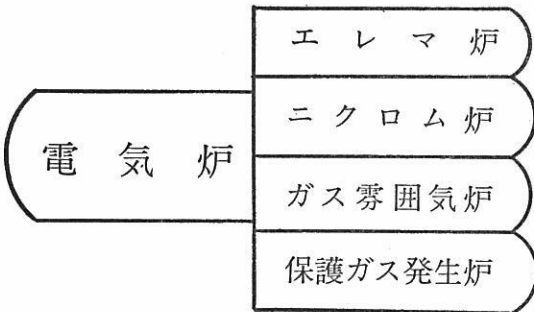 電気炉
エレマ炉
ニクロム炉
ガス雰囲気炉
保護ガス発生炉